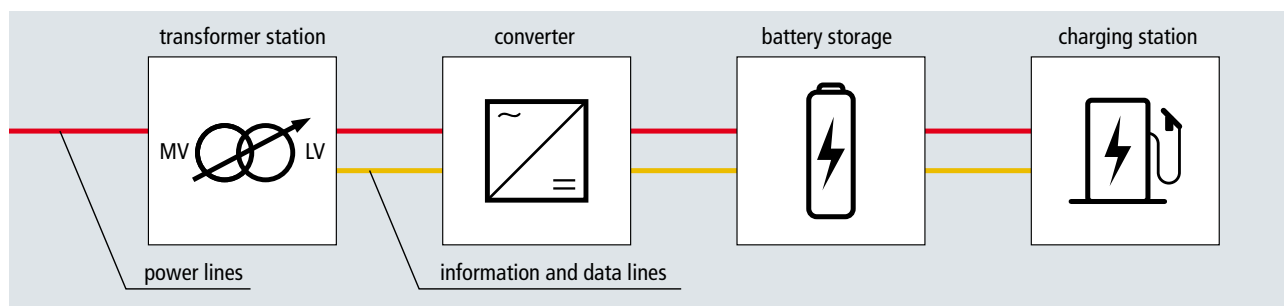 transformer station
converter
battery storage
charging station
MV
LV
power lines
information and data lines